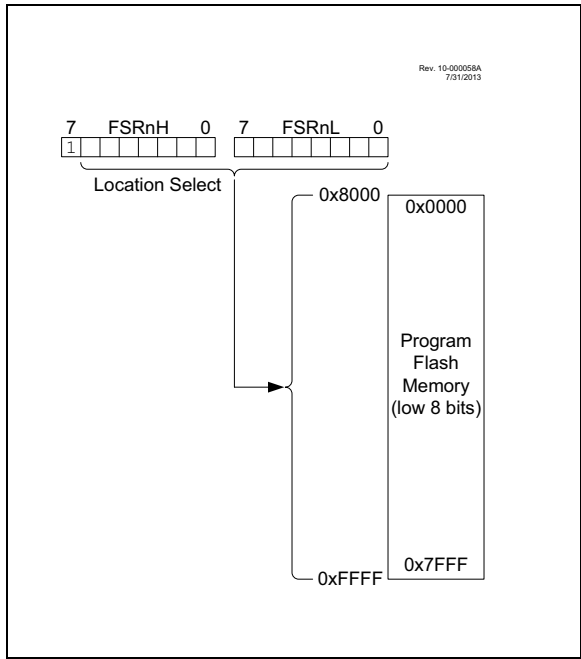 Rev. 10-000058A
7/31/2013
7 FSRnH 0 7 FSRnL 0
1
Location Select
0x8000
0x0000
Program
Flash
Memory
(low 8 bits)
0x7FFF
0xFFFF